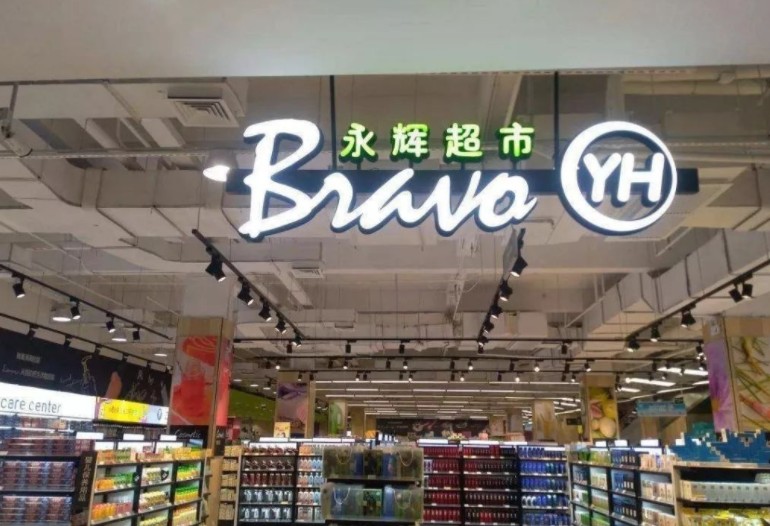 永辉超市
Bravo YH
care center